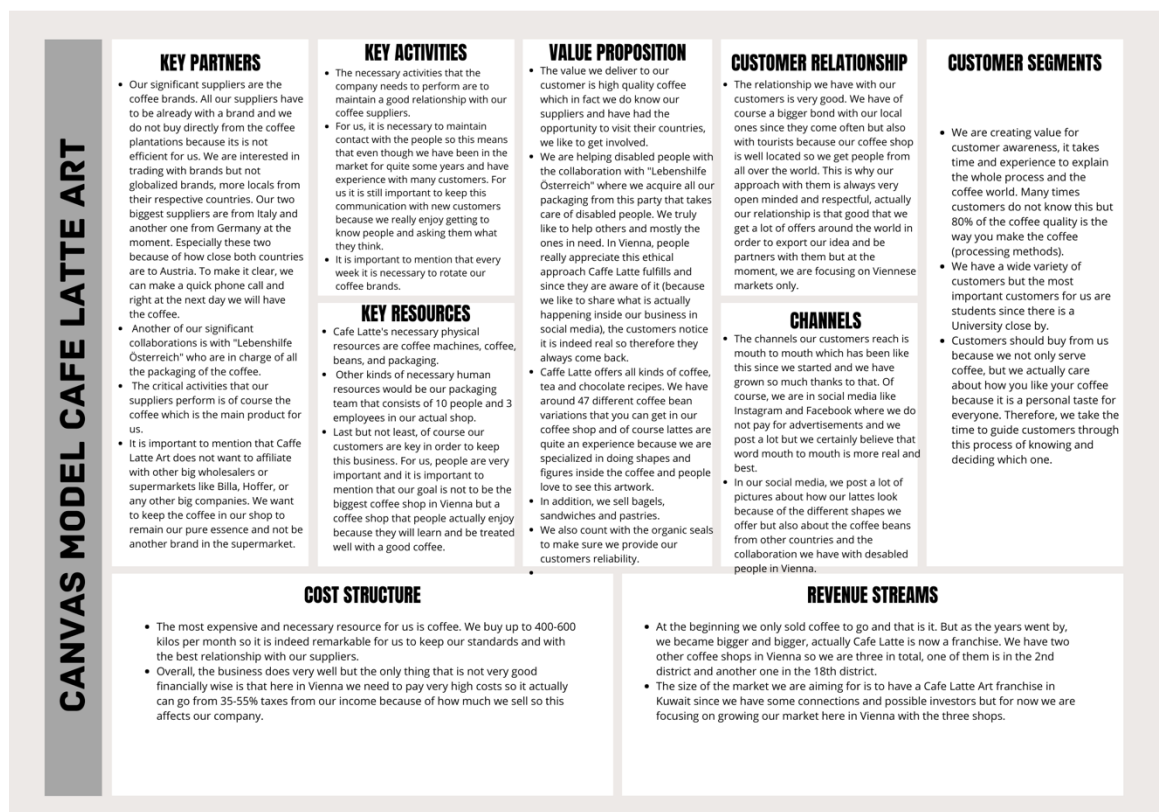 CANVAS MODEL CAFE LATTE ART
KEY PARTNERS
• Our significant suppliers are the
coffee brands. All our suppliers have
to be already with a brand and we
do not buy directly from the coffee
plantations because its is not
efficient for us. We are interested in
trading with brands but not
globalized brands, more locals from
their respective countries. Our two
biggest suppliers are from Italy and
another one from Germany at the
moment. Especially these two
because of how close both countries
are to Austria. To make it clear, we
can make a quick phone call and
right at the next day we will have
the coffee.
• Another of our significant
collaborations is with "Lebenshilfe
Österreich" who are in charge of all
the packaging of the coffee.
• The critical activities that our
suppliers perform is of course the
coffee which is the main product for
us.
• It is important to mention that Caffe
Latte Art does not want to affiliate
with other big wholesalers or
supermarkets like Billa, Hoffer, or
any other big companies. We want
to keep the coffee in our shop to
remain our pure essence and not be
another brand in the supermarket.
KEY ACTIVITIES
• The necessary activities that the
company needs to perform are to
maintain a good relationship with our
coffee suppliers.
• For us, it is necessary to maintain
contact with the people so this means
that even though we have been in the
market for quite some years and have
experience with many customers. For
us it is still important to keep this
communication with new customers
because we really enjoy getting to
know people and asking them what
they think.
• It is important to mention that every
week it is necessary to rotate our
coffee brands.
KEY RESOURCES
• Cafe Latte's necessary physical
resources are coffee machines, coffee,
beans, and packaging.
• Other kinds of necessary human
resources would be our packaging
team that consists of 10 people and 3
employees in our actual shop.
• Last but not least, of course our
customers are key in order to keep
this business. For us, people are very
important and it is important to
mention that our goal is not to be the
biggest coffee shop in Vienna but a
coffee shop that people actually enjoy
because they will learn and be treated
well with a good coffee.
VALUE PROPOSITION
• The value we deliver to our
customer is high quality coffee
which in fact we do know our
suppliers and have had the
opportunity to visit their countries,
we like to get involved.
• We are helping disabled people with
the collaboration with "Lebenshilfe
Österreich" where we acquire all our
packaging from this party that takes
care of disabled people. We truly
like to help others and mostly the
ones in need. In Vienna, people
really appreciate this ethical
approach Caffe Latte fulfills and
since they are aware of it (because
we like to share what is actually
happening inside our business in
social media), the customers notice
it is indeed real so therefore they
always come back.
• Caffe Latte offers all kinds of coffee,
tea and chocolate recipes. We have
around 47 different coffee bean
variations that you can get in our
coffee shop and of course lattes are
quite an experience because we are
specialized in doing shapes and
figures inside the coffee and people
love to see this artwork.
• In addition, we sell bagels,
sandwiches and pastries.
• We also count with the organic seals
to make sure we provide our
customers reliability.
•
CUSTOMER RELATIONSHIP
• The relationship we have with our
customers is very good. We have of
course a bigger bond with our local
ones since they come often but also
with tourists because our coffee shop
is well located so we get people from
all over the world. This is why our
approach with them is always very
open minded and respectful, actually
our relationship is that good that we
get a lot of offers around the world in
order to export our idea and be
partners with them but at the
moment, we are focusing on Viennese
markets only.
CHANNELS
• The channels our customers reach is
mouth to mouth which has been like
this since we started and we have
grown so much thanks to that. Of
course, we are in social media like
Instagram and Facebook where we do
not pay for advertisements and we
post a lot but we certainly believe that
word mouth to mouth is more real and
best.
• In our social media, we post a lot of
pictures about how our lattes look
because of the different shapes we
offer but also about the coffee beans
from other countries and the
collaboration we have with desabled
people in Vienna.
CUSTOMER SEGMENTS
• We are creating value for
customer awareness, it takes
time and experience to explain
the whole process and the
coffee world. Many times
customers do not know this but
80% of the coffee quality is the
way you make the coffee
(processing methods).
• We have a wide variety of
customers but the most
important customers for us are
students since there is a
University close by.
• Customers should buy from us
because we not only serve
coffee, but we actually care
about how you like your coffee
because it is a personal taste for
everyone. Therefore, we take the
time to guide customers through
this process of knowing and
deciding which one.
COST STRUCTURE
• The most expensive and necessary resource for us is coffee. We buy up to 400-600
kilos per month so it is indeed remarkable for us to keep our standards and with
the best relationship with our suppliers.
• Overall, the business does very well but the only thing that is not very good
financially wise is that here in Vienna we need to pay very high costs so it actually
can go from 35-55% taxes from our income because of how much we sell so this
affects our company.
REVENUE STREAMS
• At the beginning we only sold coffee to go and that is it. But as the years went by,
we became bigger and bigger, actually Cafe Latte is now a franchise. We have two
other coffee shops in Vienna so we are three in total, one of them is in the 2nd
district and another one in the 18th district.
• The size of the market we are aiming for is to have a Cafe Latte Art franchise in
Kuwait since we have some connections and possible investors but for now we are
focusing on growing our market here in Vienna with the three shops.